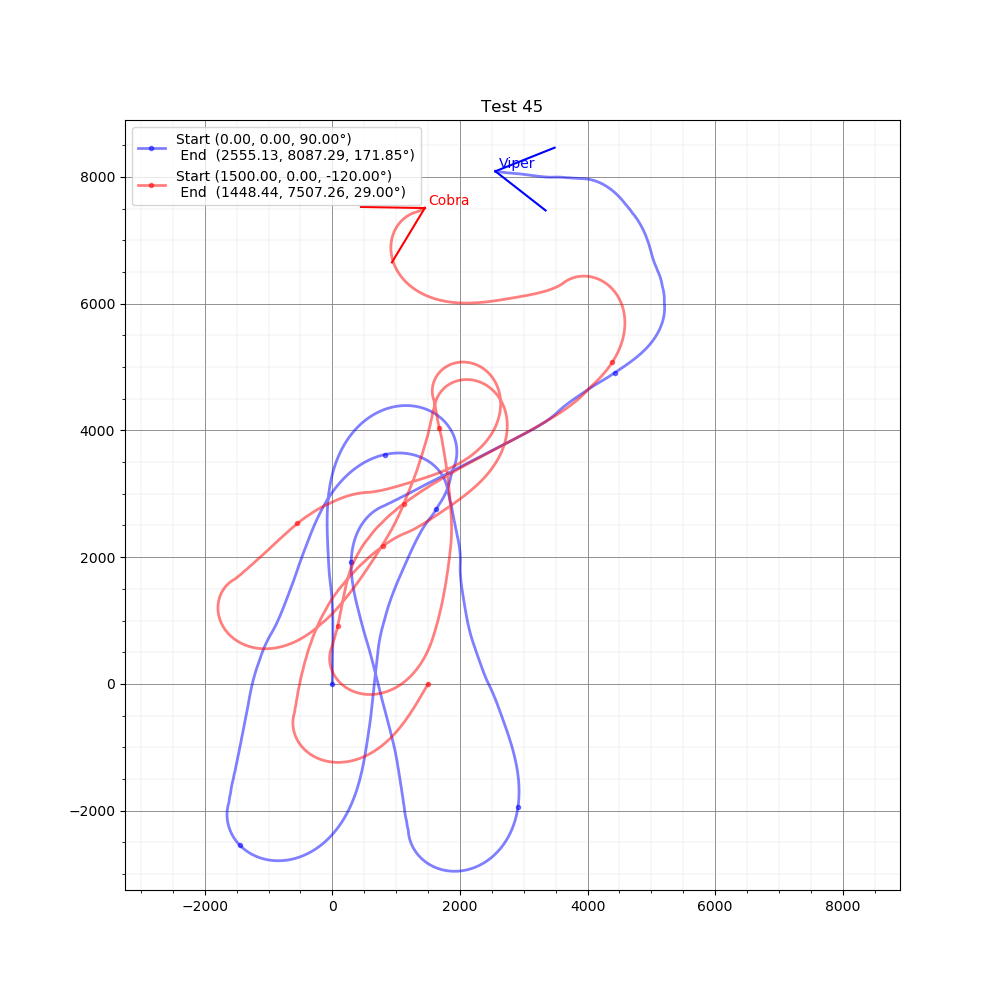 Test 45
Start (0.00, 0.00, 90.00°)
End  (2555.13, 8087.29, 171.85°)
Start (1500.00, 0.00, -120.00°)
End  (1448.44, 7507.26, 29.00°)
Viper
Cobra
8000
6000
4000
2000
0
−2000
−2000
0
2000
4000
6000
8000